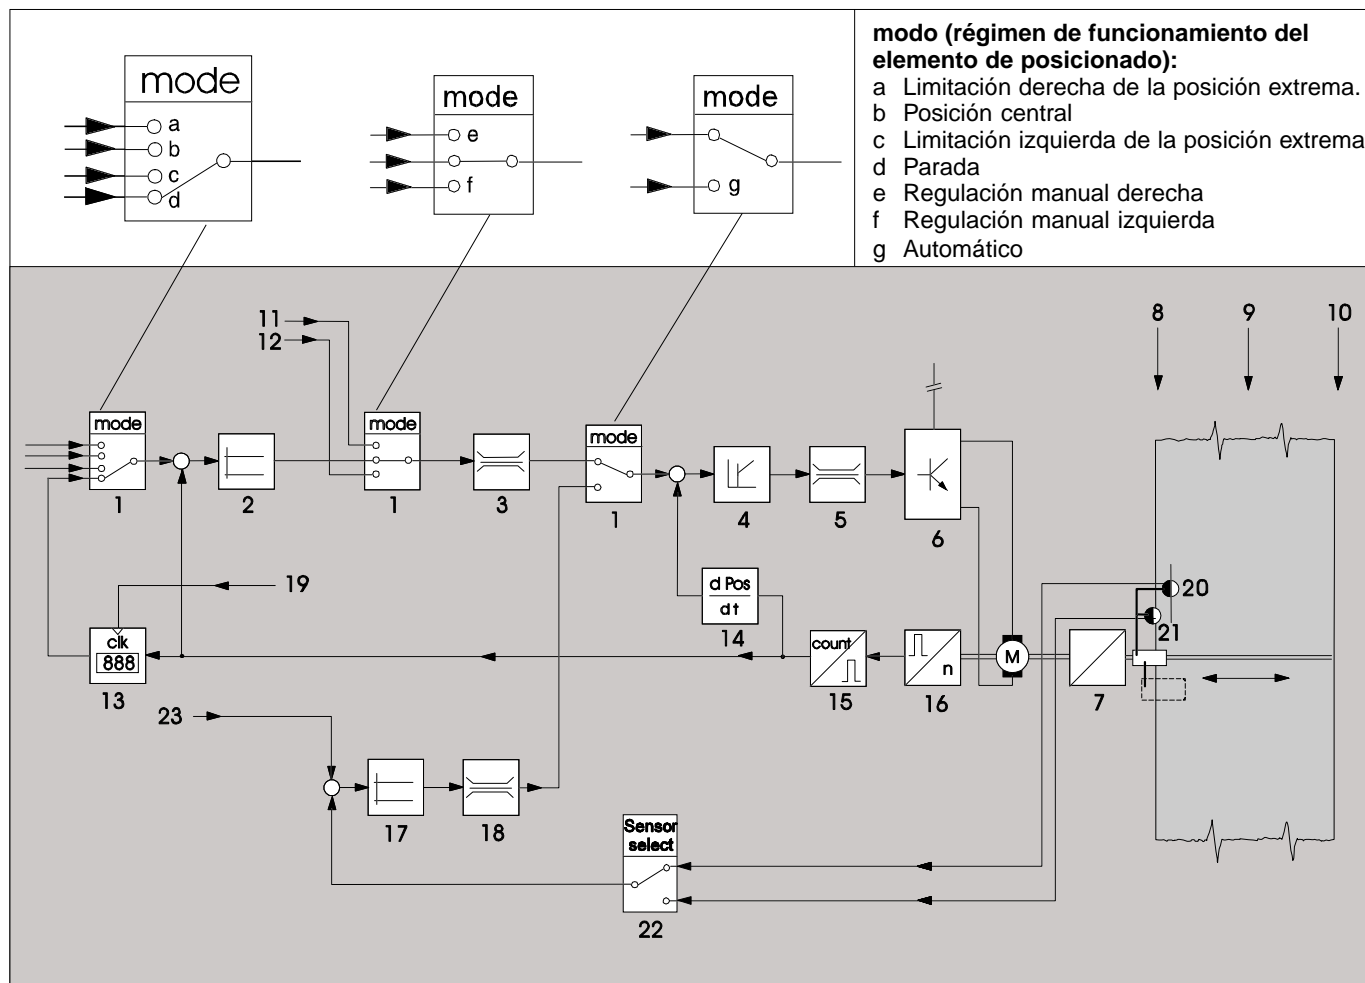 modo (régimen de funcionamiento del
elemento de posicionado):
a Limitación derecha de la posición extrema.
b Posición central
c Limitación izquierda de la posición extrema
d Parada
e Regulación manual derecha
f Regulación manual izquierda
g Automático
mode
a
b
c
d
mode
e
f
mode
g
11
12
8
9
10
mode
1
2
mode
1
3
mode
1
4
5
6
19
20
21
clk
888
13
d Pos
dt
14
count
15
n
16
M
7
23
17
18
Sensor
select
22